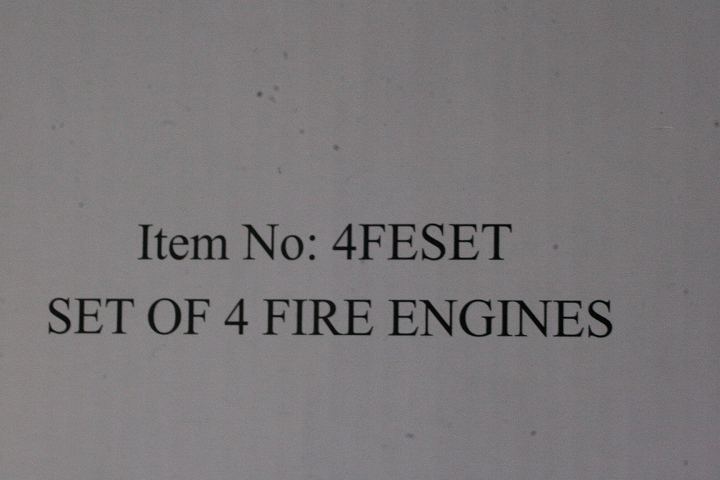 Item No: 4FESET
SET OF 4 FIRE ENGINES